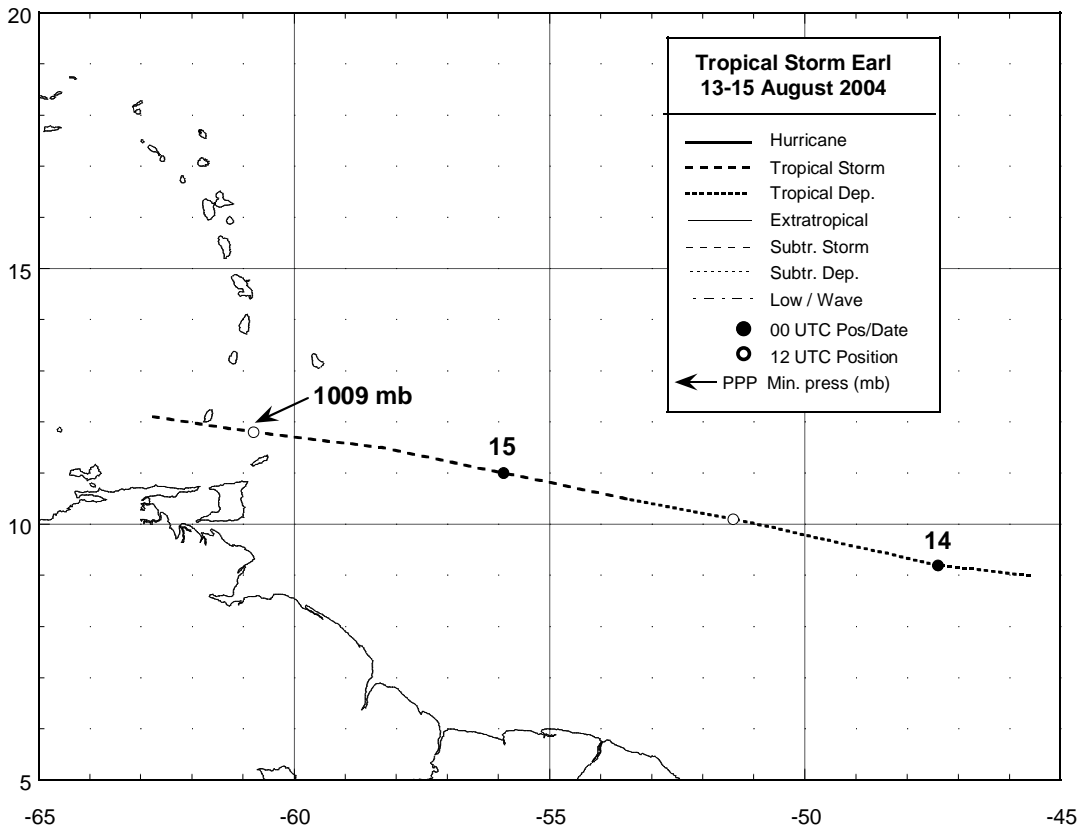 20
Tropical Storm Earl
13-15 August 2004
Hurricane
Tropical Storm
Tropical Dep.
Extratropical
Subtr. Storm
Subtr. Dep.
Low / Wave
00 UTC Pos/Date
12 UTC Position
PPP Min. press (mb)
15
1009 mb
15
10
14
5
-65 -60 -55 -50 -45